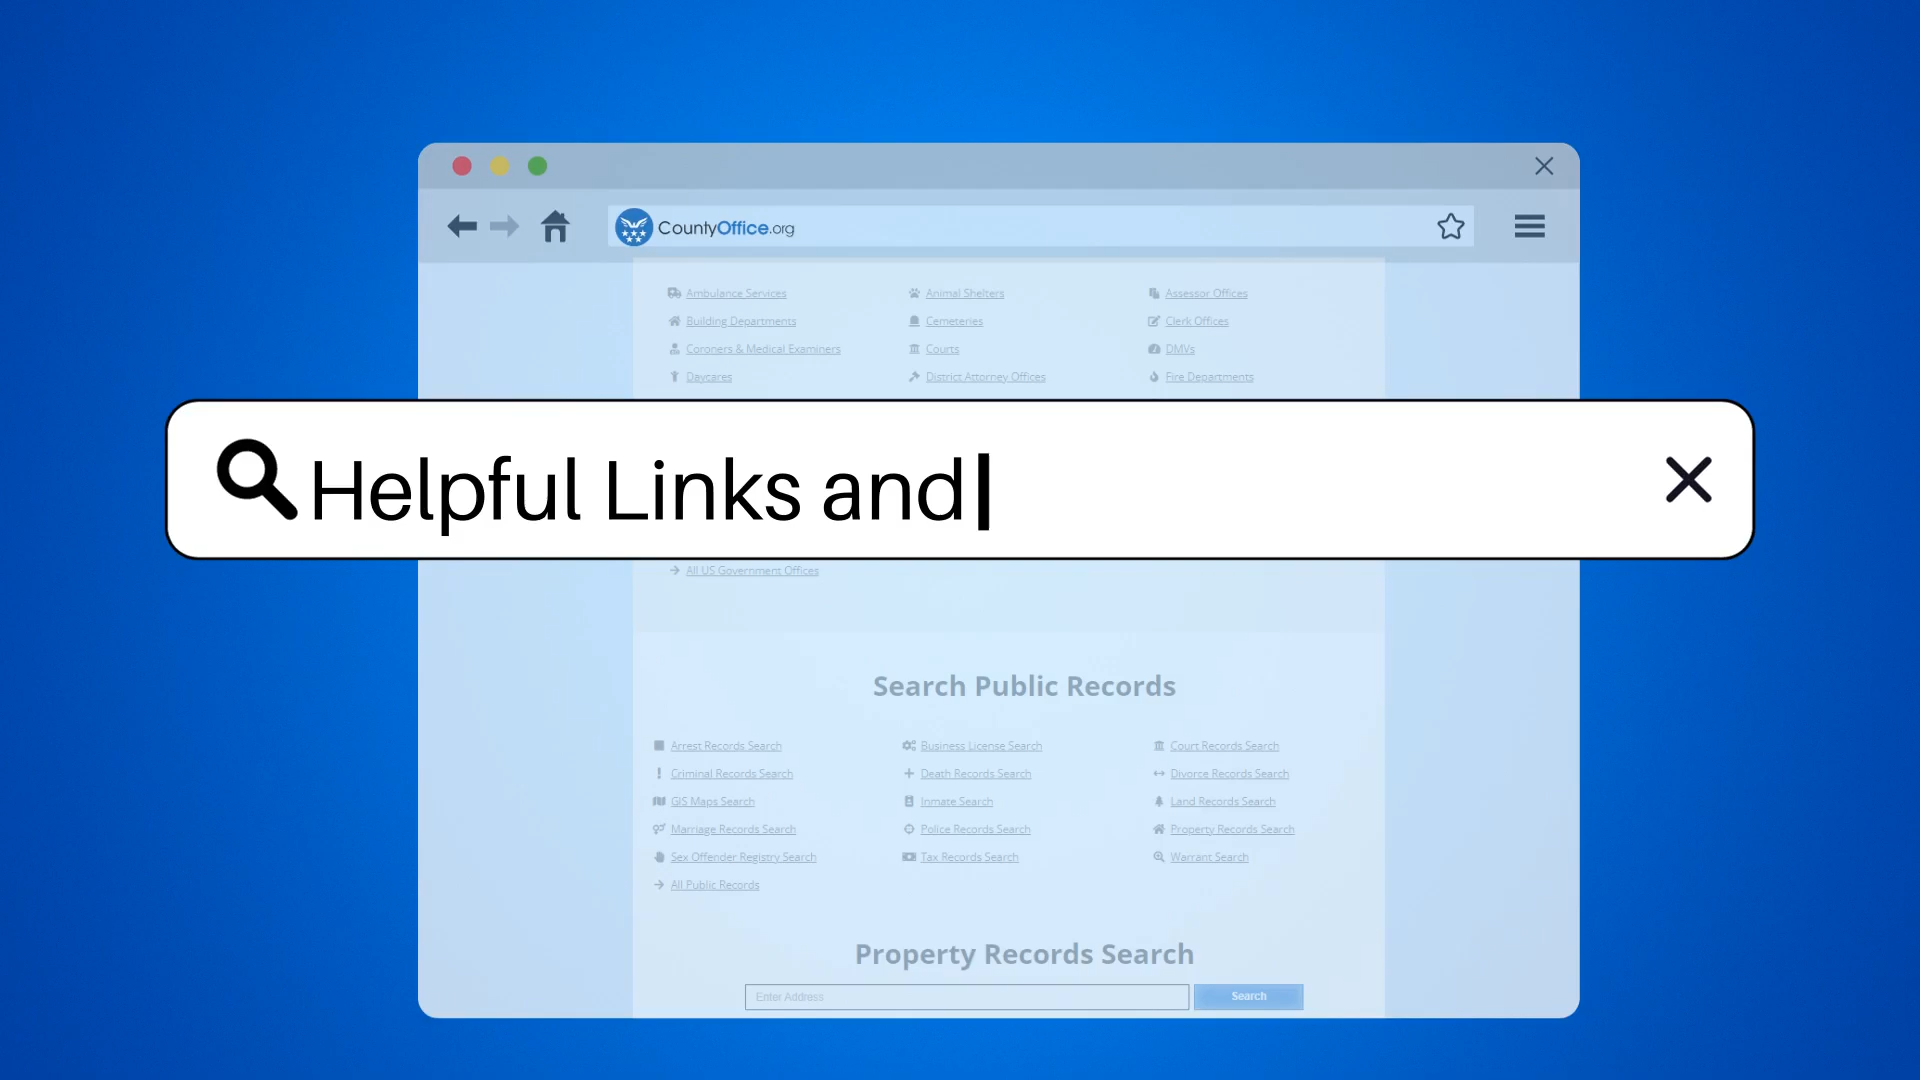 CountyOffice.org
Ambulance Services Animal Shelters Assessor Offices
Building Departments Cemeteries Clerk Offices
Coroners & Medical Examiners Courts DMVs
Daycares District Attorney Offices Fire Departments
Helpful Links and
All US Government Offices
Search Public Records
Arrest Records Search Business License Search Court Records Search
Criminal Records Search Death Records Search Divorce Records Search
GIS Maps Search Inmate Search Land Records Search
Marriage Records Search Police Records Search Property Records Search
Sex Offender Registry Search Tax Records Search Warrant Search
All Public Records
Property Records Search
Enter Address Search